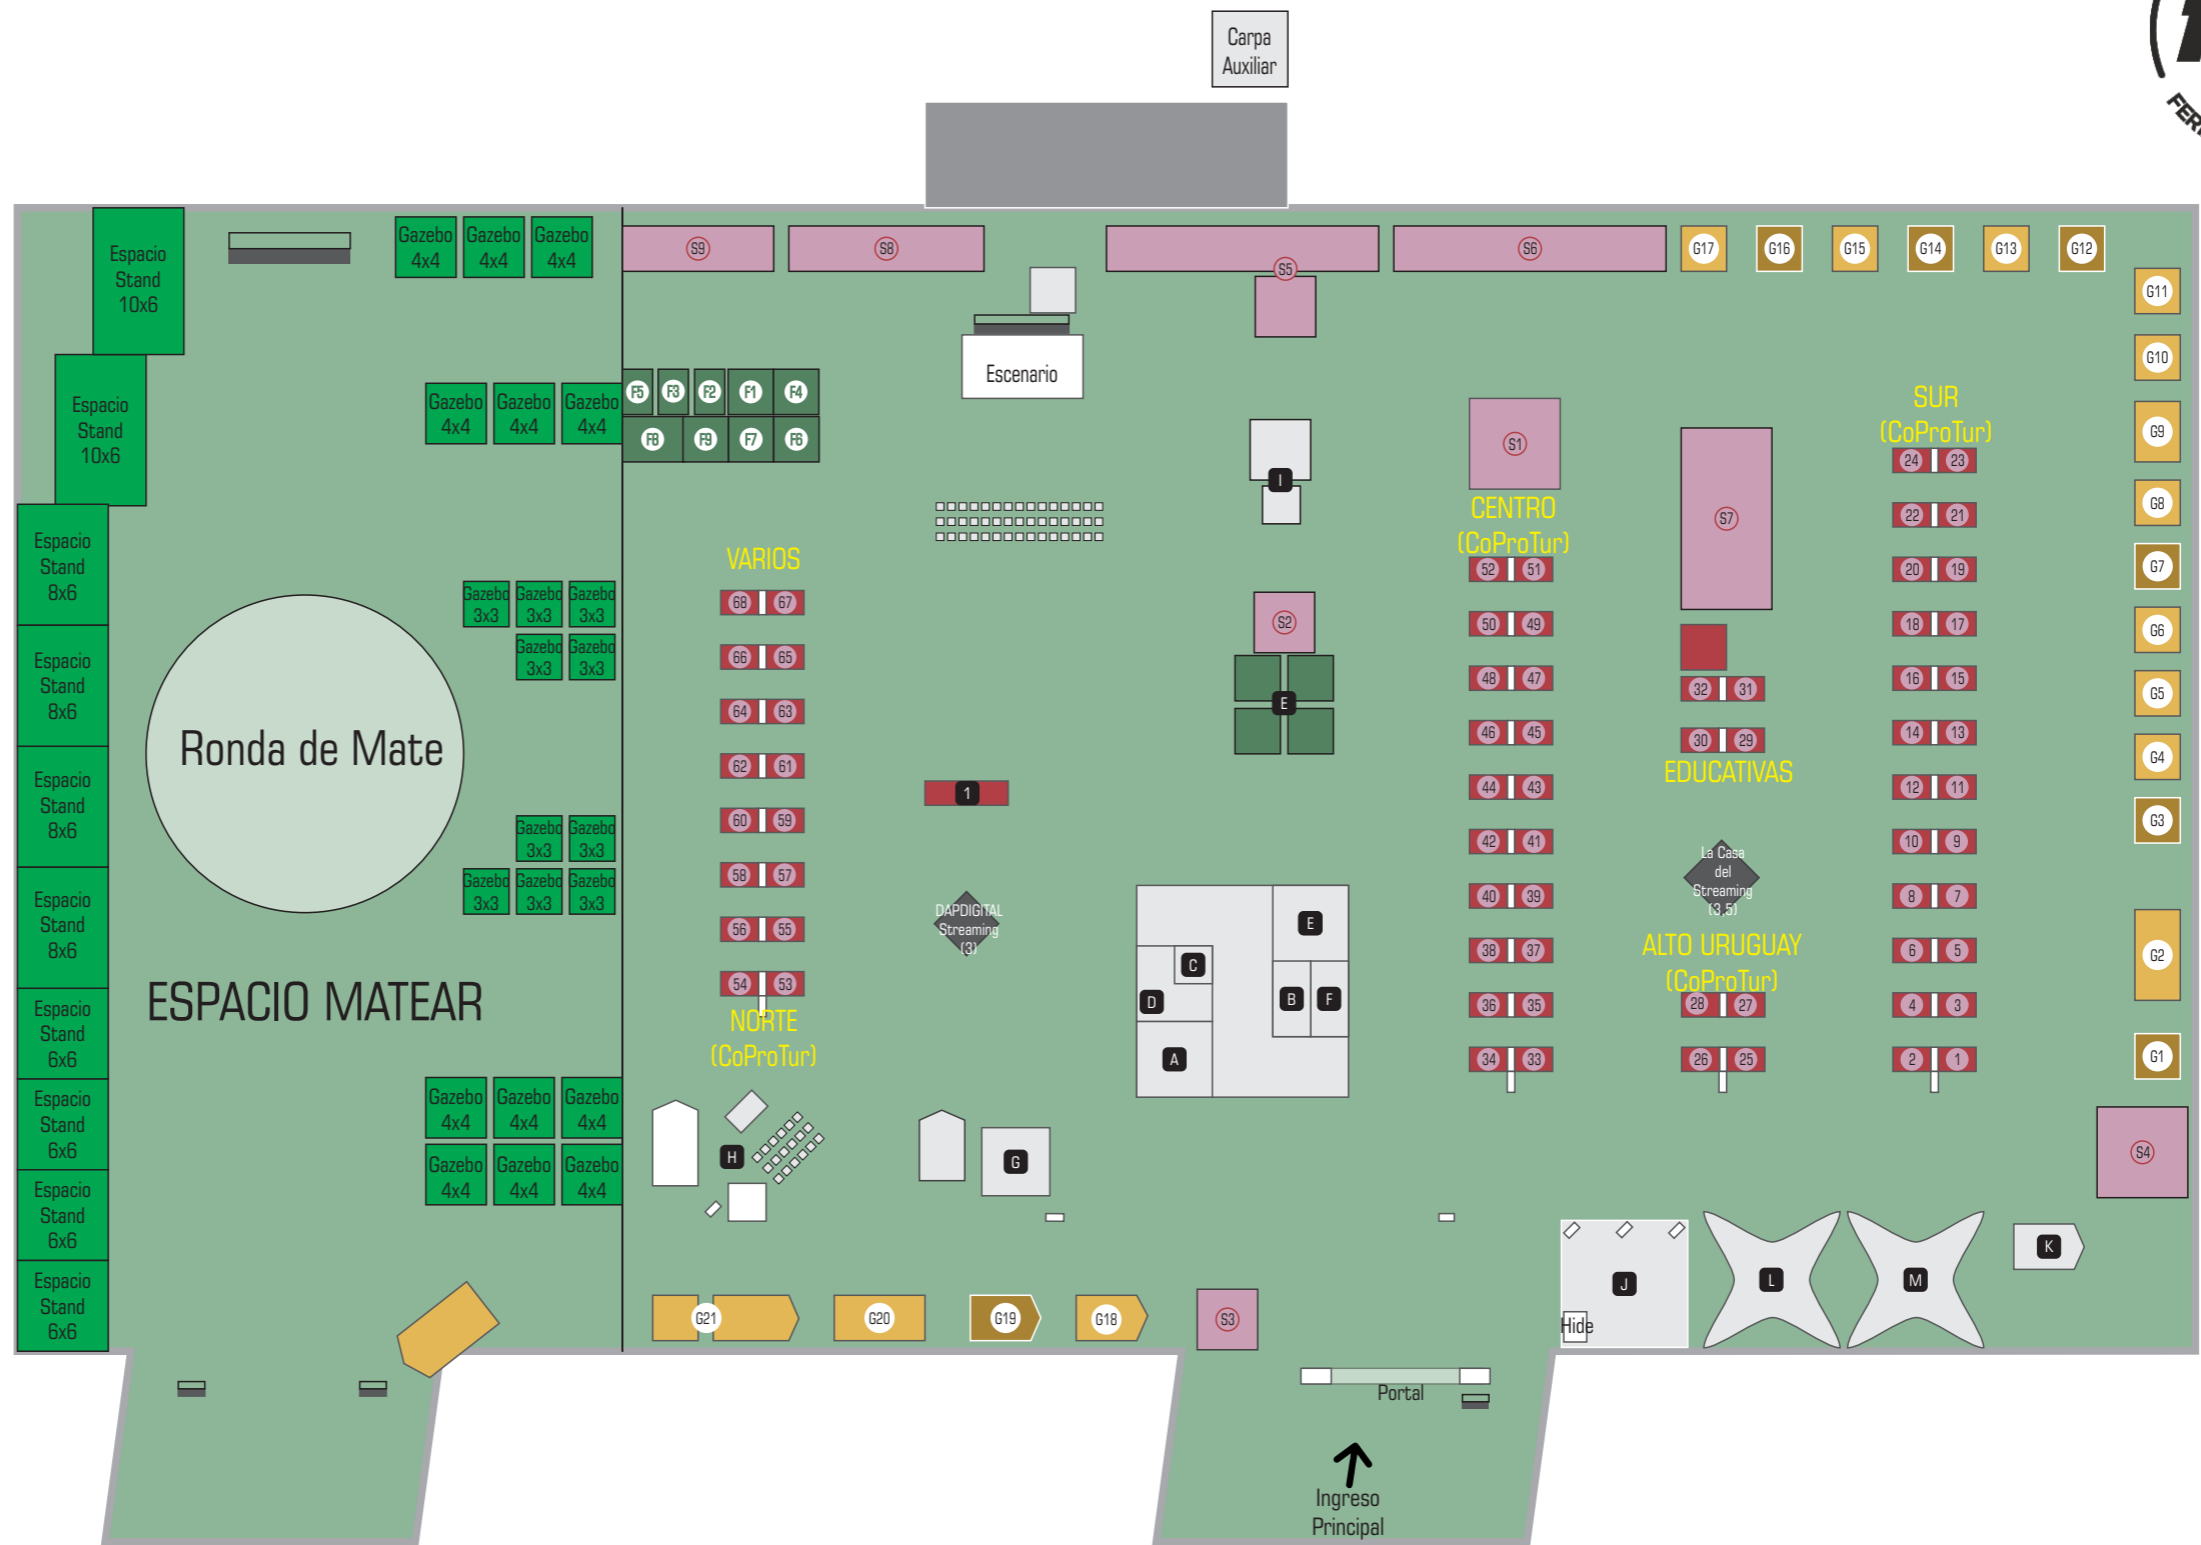 Carpa
Auxiliar
Espacio
Stand
10x6
Gazebo
4x4
Gazebo
4x4
Gazebo
4x4
S9
S8
S5
S6
G17
G16
G15
G14
G13
G12
G11
G10
Espacio
Stand
10x6
Gazebo
4x4
Gazebo
4x4
Gazebo
4x4
F5
F3
F2
F1
F4
F8
F9
F7
F6
Escenario
I
S1
CENTRO
(CoProTur)
S7
SUR
(CoProTur)
24 23
22 21
20 19
18 17
16 15
14 13
12 11
10 9
8 7
6 5
4 3
2 1
G9
G8
G7
G6
G5
G4
G3
G2
G1
Espacio
Stand
8x6
Espacio
Stand
8x6
Espacio
Stand
8x6
Espacio
Stand
8x6
Espacio
Stand
6x6
Espacio
Stand
6x6
Espacio
Stand
6x6
Espacio
Stand
6x6
Gazebo
3x3
Gazebo
3x3
Gazebo
3x3
Gazebo
3x3
Gazebo
3x3
Ronda de Mate
Gazebo
3x3
Gazebo
3x3
Gazebo
3x3
Gazebo
3x3
Gazebo
3x3
ESPACIO MATEAR
Gazebo
4x4
Gazebo
4x4
Gazebo
4x4
Gazebo
4x4
Gazebo
4x4
Gazebo
4x4
VARIOS
68 67
66 65
64 63
62 61
60 59
58 57
56 55
54 53
NORTE
(CoProTur)
S2
E
1
DAPDIGITAL
Streaming
(3)
E
C
D
B
F
A
52 51
50 49
48 47
46 45
44 43
42 41
40 39
38 37
36 35
34 33
32 31
30 29
EDUCATIVAS
La Casa
del
Streaming
(3,5)
ALTO URUGUAY
(CoProTur)
28 27
26 25
H
G
S4
J
Hide
L
M
K
G21
G20
G19
G18
S3
Portal
Ingreso
Principal